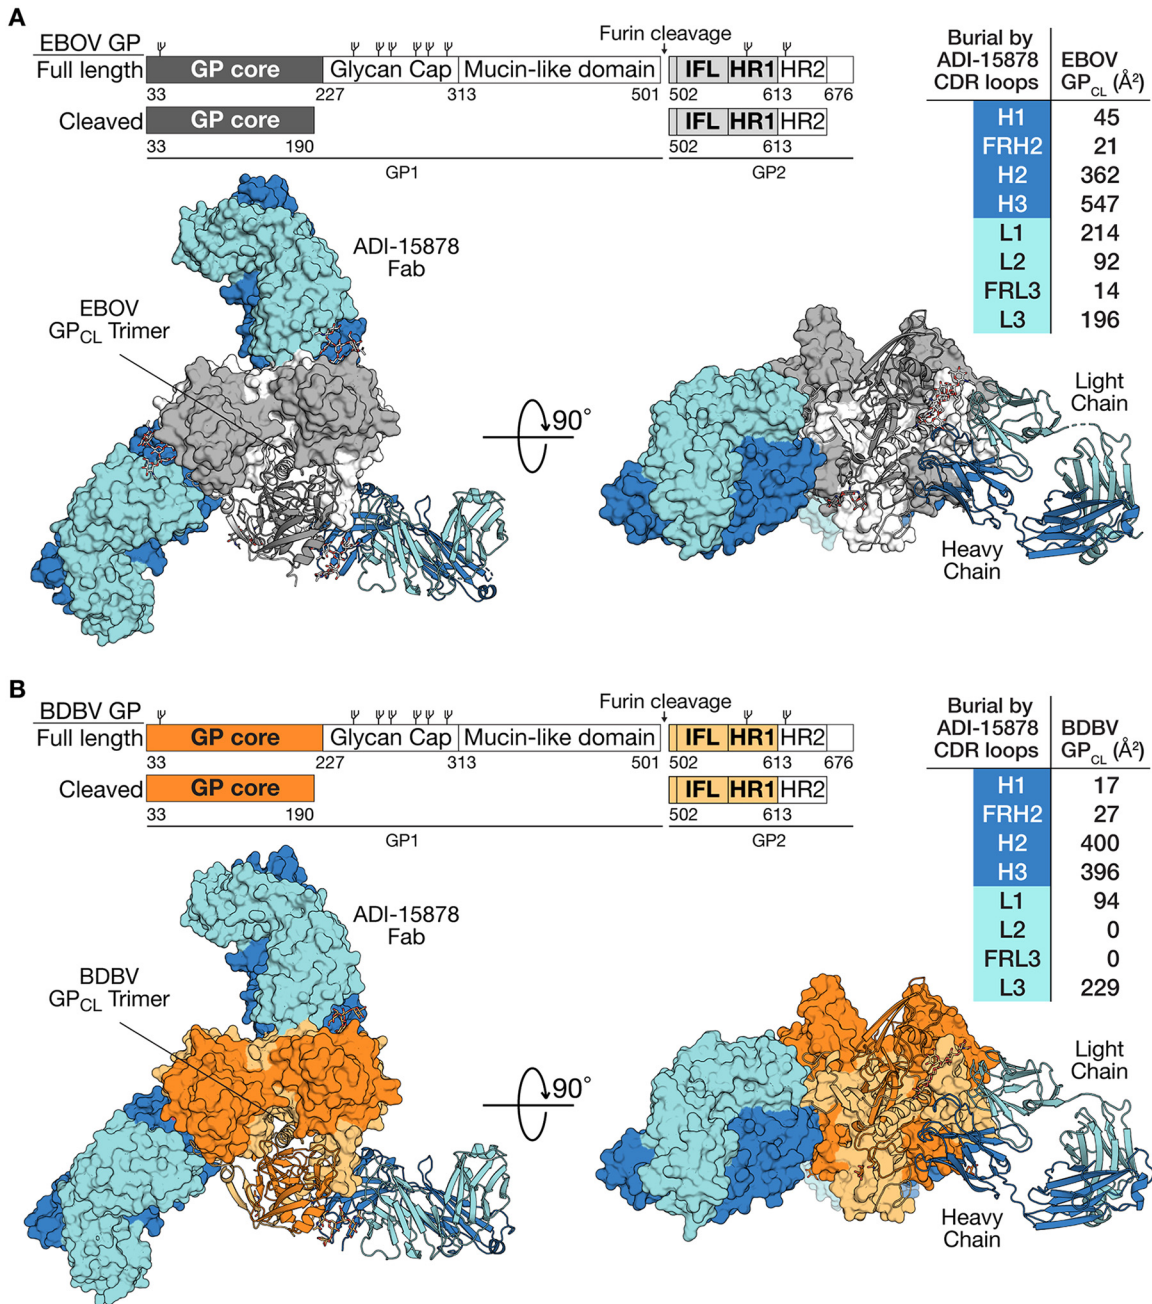 A
Furin cleavage
EBOV GP
Full length
GP core
Glycan Cap
Mucin-like domain
IFL
HR1
HR2
33
227
313
501
502
613
676
Cleaved
GP core
IFL
HR1
HR2
33
190
502
613
GP1
GP2
Burial by
ADI-15878
CDR loops
EBOV
GPCL (Å²)
H1 45
FRH2 21
H2 362
H3 547
L1 214
L2 92
FRL3 14
L3 196
ADI-15878
Fab
EBOV
GPCL Trimer
90°
Light
Chain
Heavy
Chain
B
Furin cleavage
BDBV GP
Full length
GP core
Glycan Cap
Mucin-like domain
IFL
HR1
HR2
33
227
313
501
502
613
676
Cleaved
GP core
IFL
HR1
HR2
33
190
502
613
GP1
GP2
Burial by
ADI-15878
CDR loops
BDBV
GPCL (Å²)
H1 17
FRH2 27
H2 400
H3 396
L1 94
L2 0
FRL3 0
L3 229
ADI-15878
Fab
BDBV
GPCL Trimer
90°
Light
Chain
Heavy
Chain